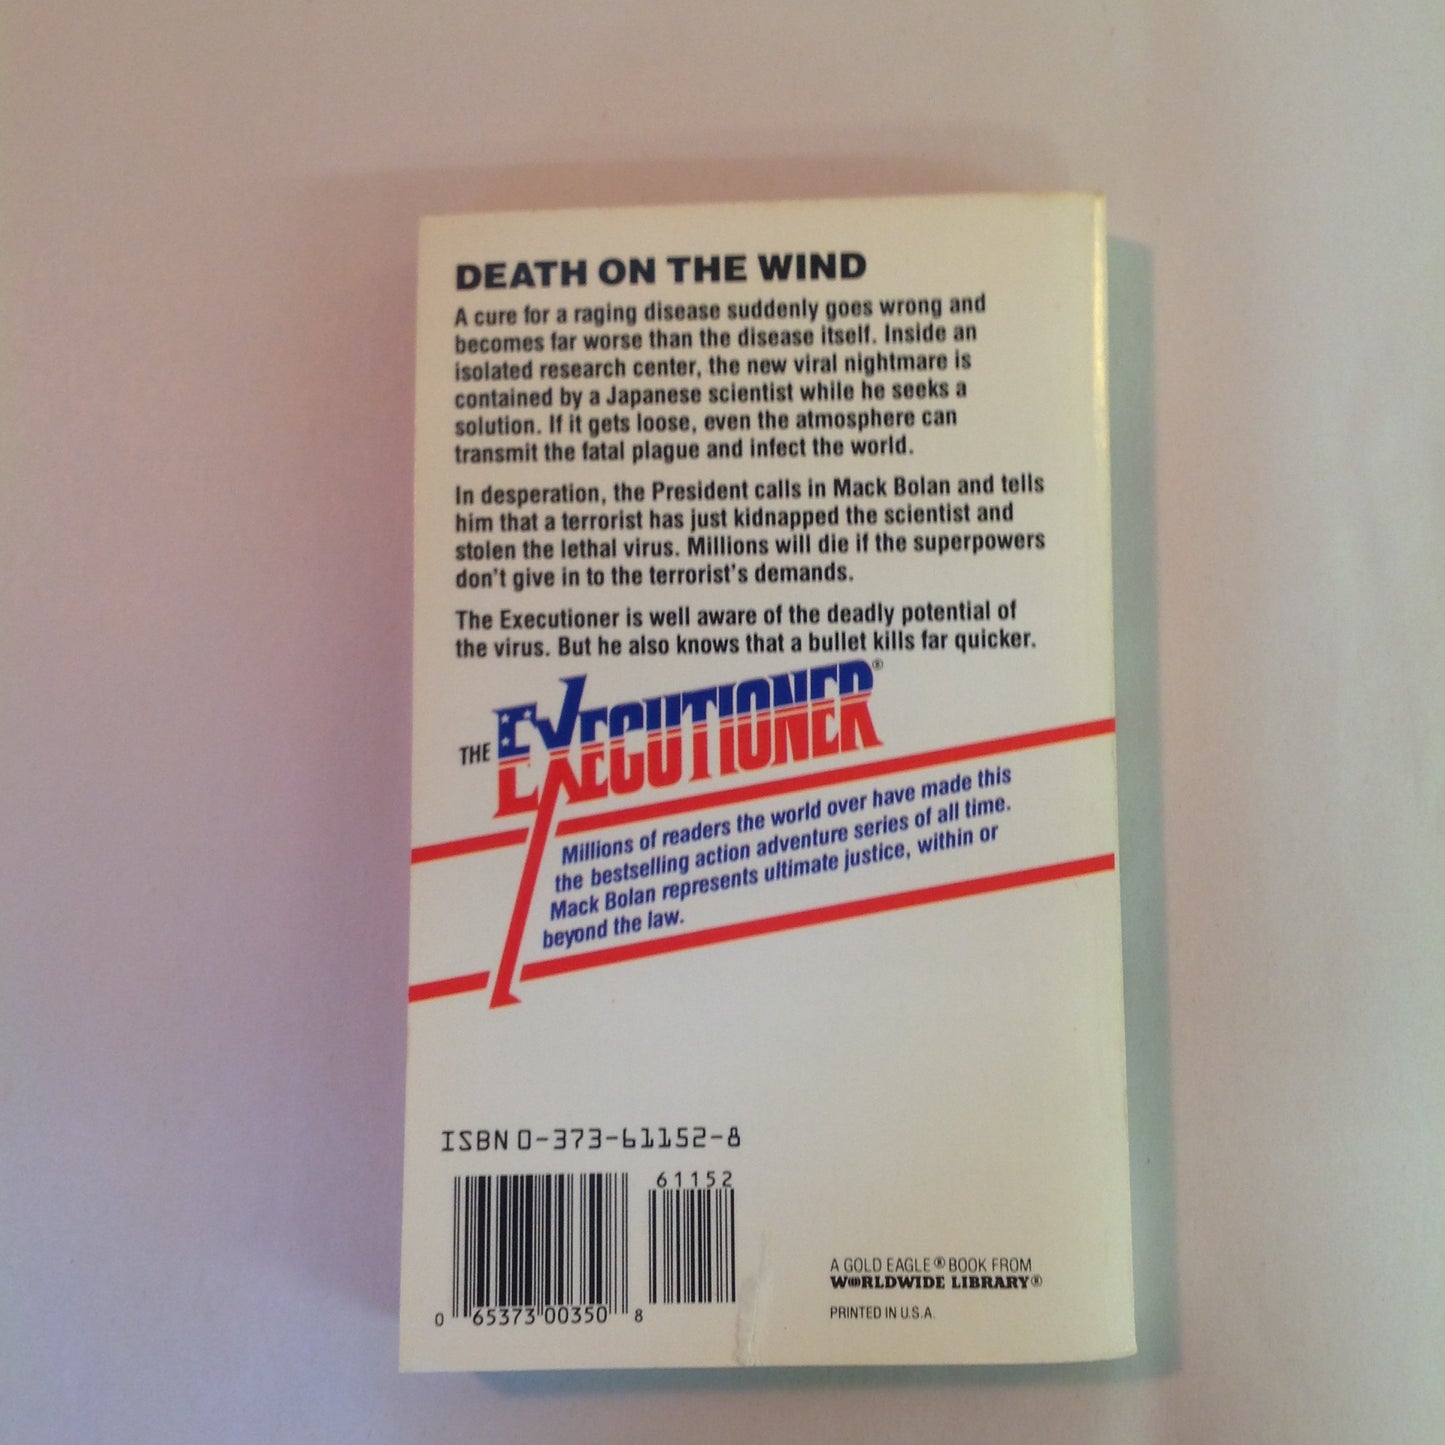 DEATH ON THE WIND
A cure for a raging disease suddenly goes wrong and
becomes far worse than the disease itself. Inside an
isolated research center, the new viral nightmare is
contained by a Japanese scientist while he seeks a
solution. If it gets loose, even the atmosphere can
transmit the fatal plague and infect the world.
In desperation, the President calls in Mack Bolan and tells
him that a terrorist has just kidnapped the scientist and
stolen the lethal virus. Millions will die if the superpowers
don't give in to the terrorist's demands.
The Executioner is well aware of the deadly potential of
the virus. But he also knows that a bullet kills far quicker.
THE EXECUTIONER®
Millions of readers the world over have made this
the bestselling action adventure series of all time.
Mack Bolan represents ultimate justice, within or
beyond the law.
ISBN 0-373-61152-8
61152
0 65373 00350 8
A GOLD EAGLE® BOOK FROM
WORLDWIDE LIBRARY®
PRINTED IN U.S.A.